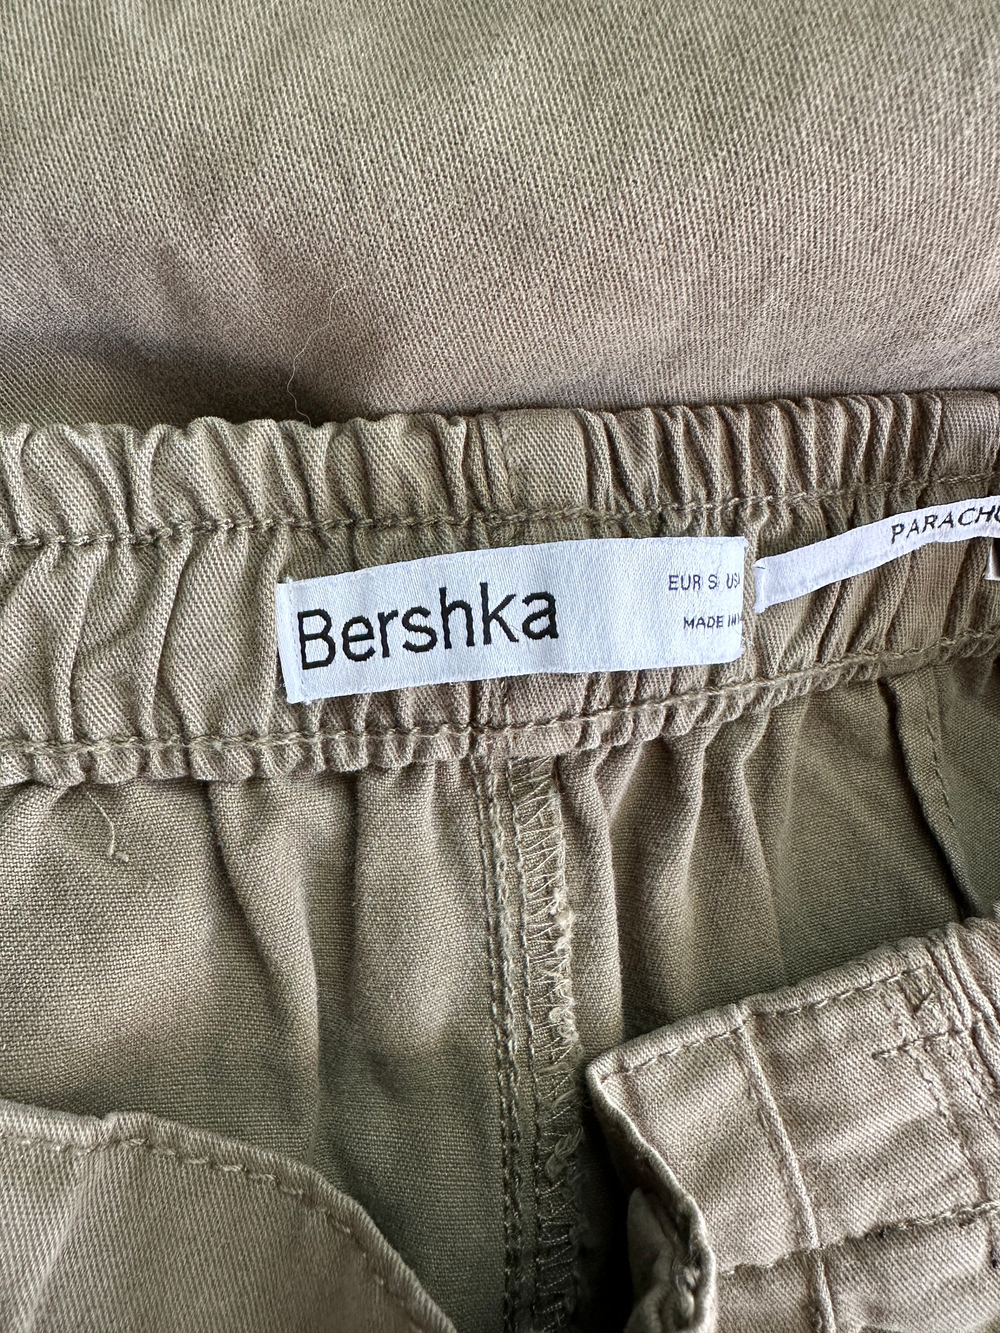 Bershka
EUR S USA
MADE IN
PARACHU